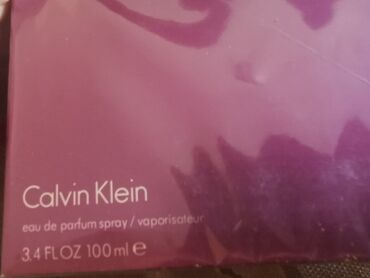 Calvin Klein
eau de parfum spray / vaporisateur
3.4 FL OZ 100 ml ℮